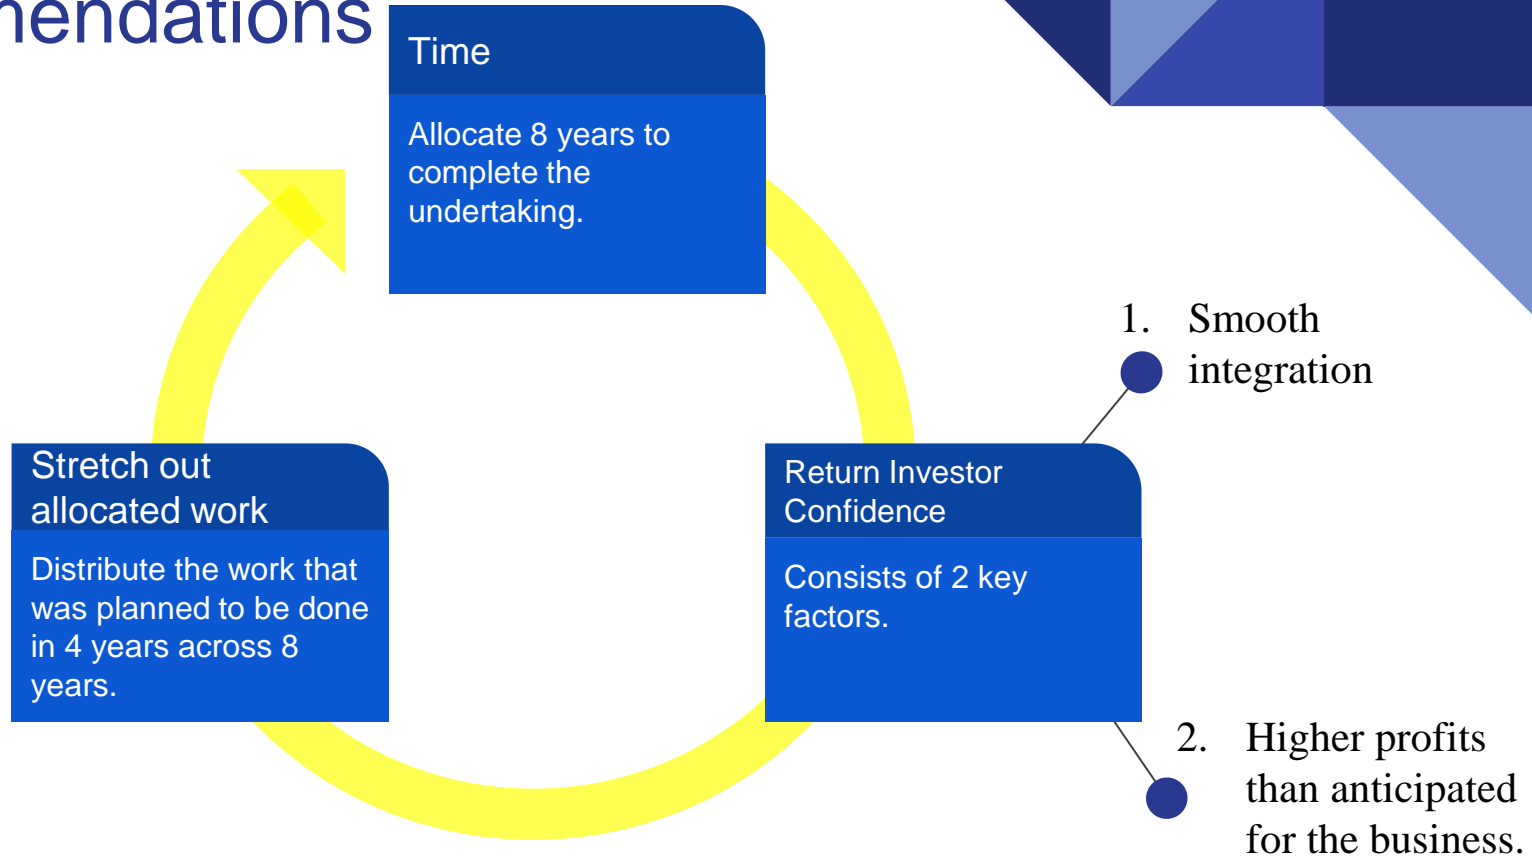 mendations
Time
Allocate 8 years to
complete the
undertaking.
1. Smooth
integration
Stretch out
allocated work
Distribute the work that
was planned to be done
in 4 years across 8
years.
Return Investor
Confidence
Consists of 2 key
factors.
2. Higher profits
than anticipated
for the business.